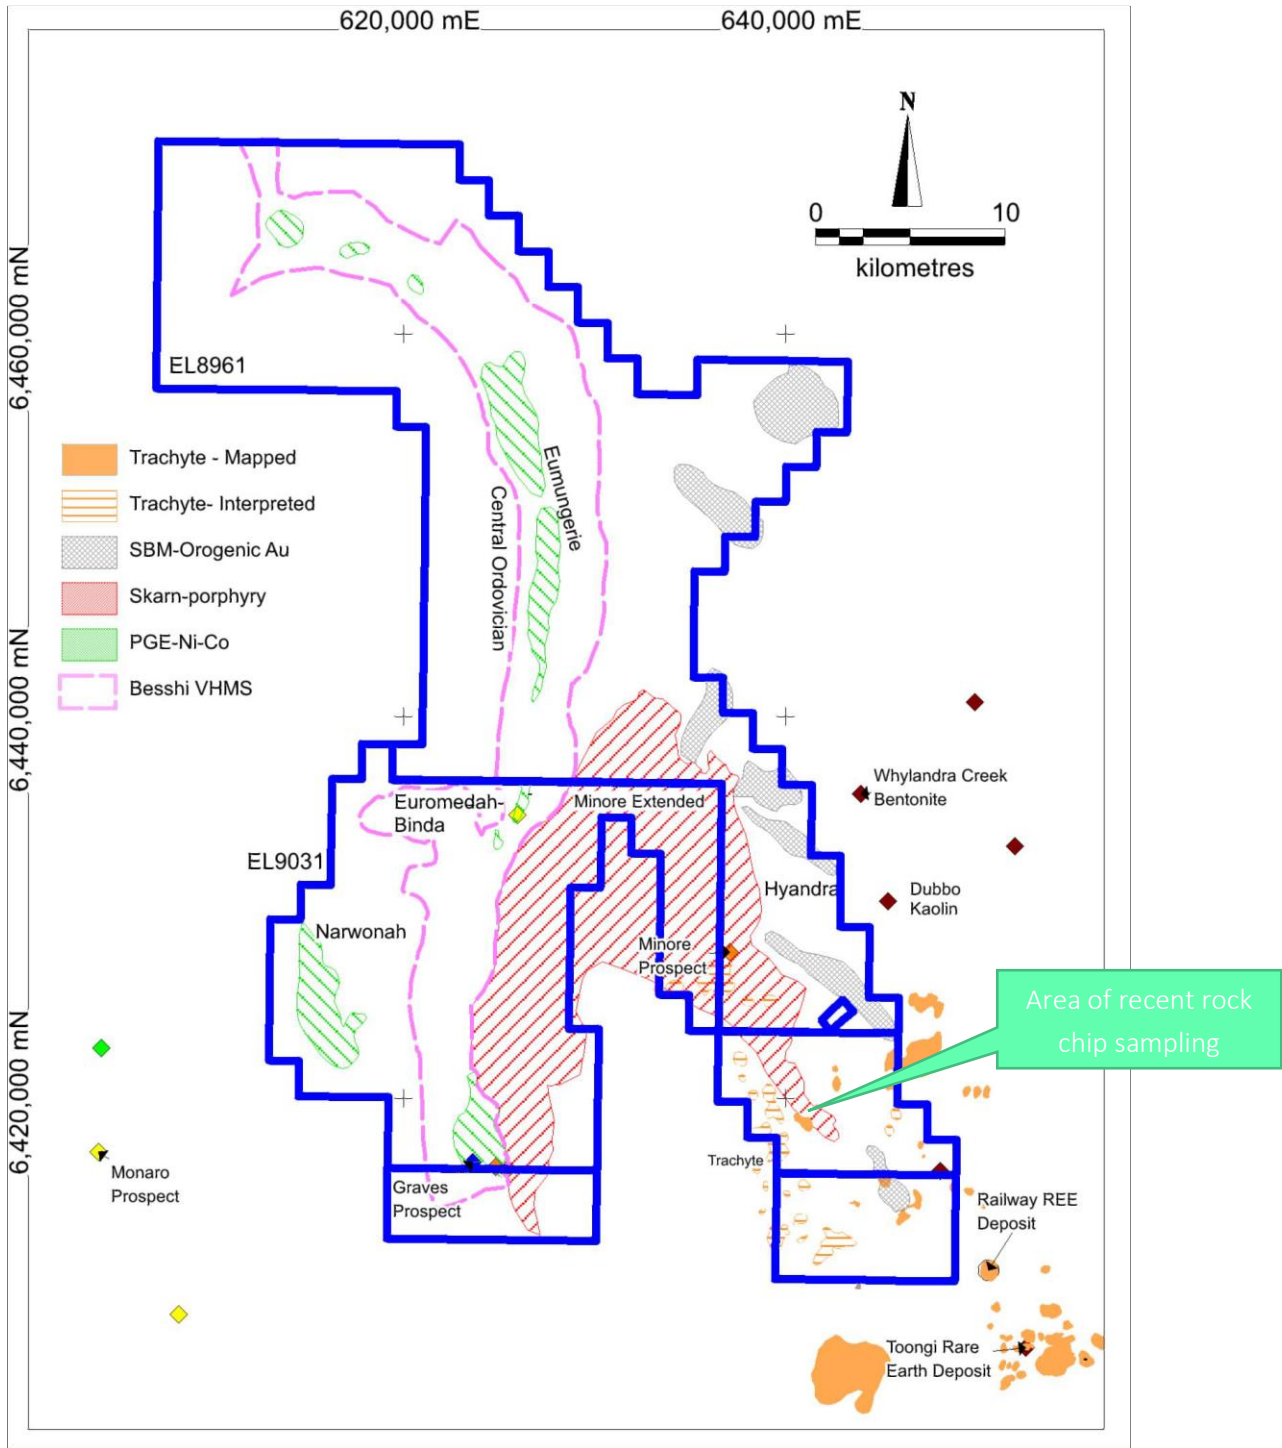 620,000 mE
640,000 mE
N
0
10
kilometres
6,460,000 mN
6,440,000 mN
6,420,000 mN
EL8961
Trachyte - Mapped
Trachyte- Interpreted
SBM-Orogenic Au
Skarn-porphyry
PGE-Ni-Co
Besshi VHMS
Eumungerie
Central Ordovician
Euromedah-
Binda
Minore Extended
Whylandra Creek
Bentonite
EL9031
Hyandra
Dubbo
Kaolin
Narwonah
Minore
Prospect
Area of recent rock
chip sampling
Monaro
Prospect
Graves
Prospect
Trachyte
Railway REE
Deposit
Toongi Rare
Earth Deposit